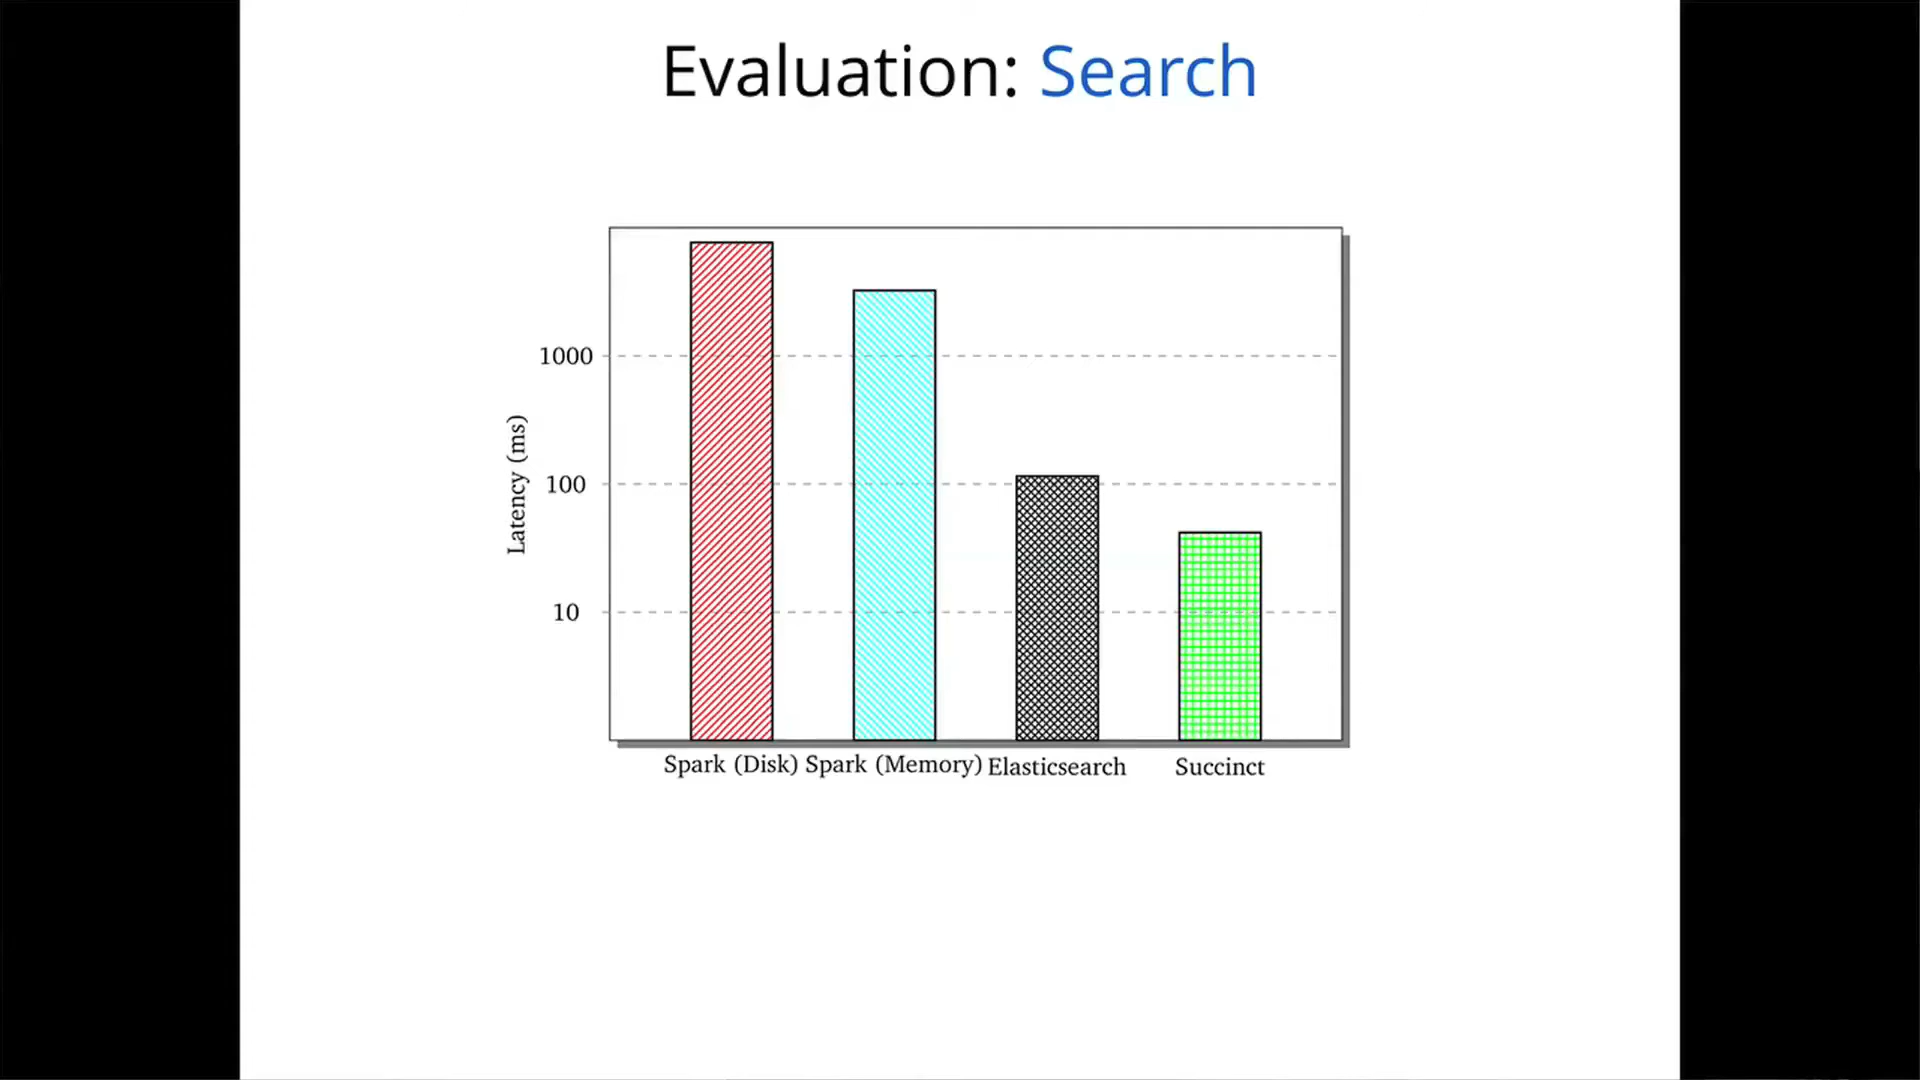 Evaluation: Search
1000
100
10
Latency (ms)
Spark (Disk) Spark (Memory) Elasticsearch Succinct